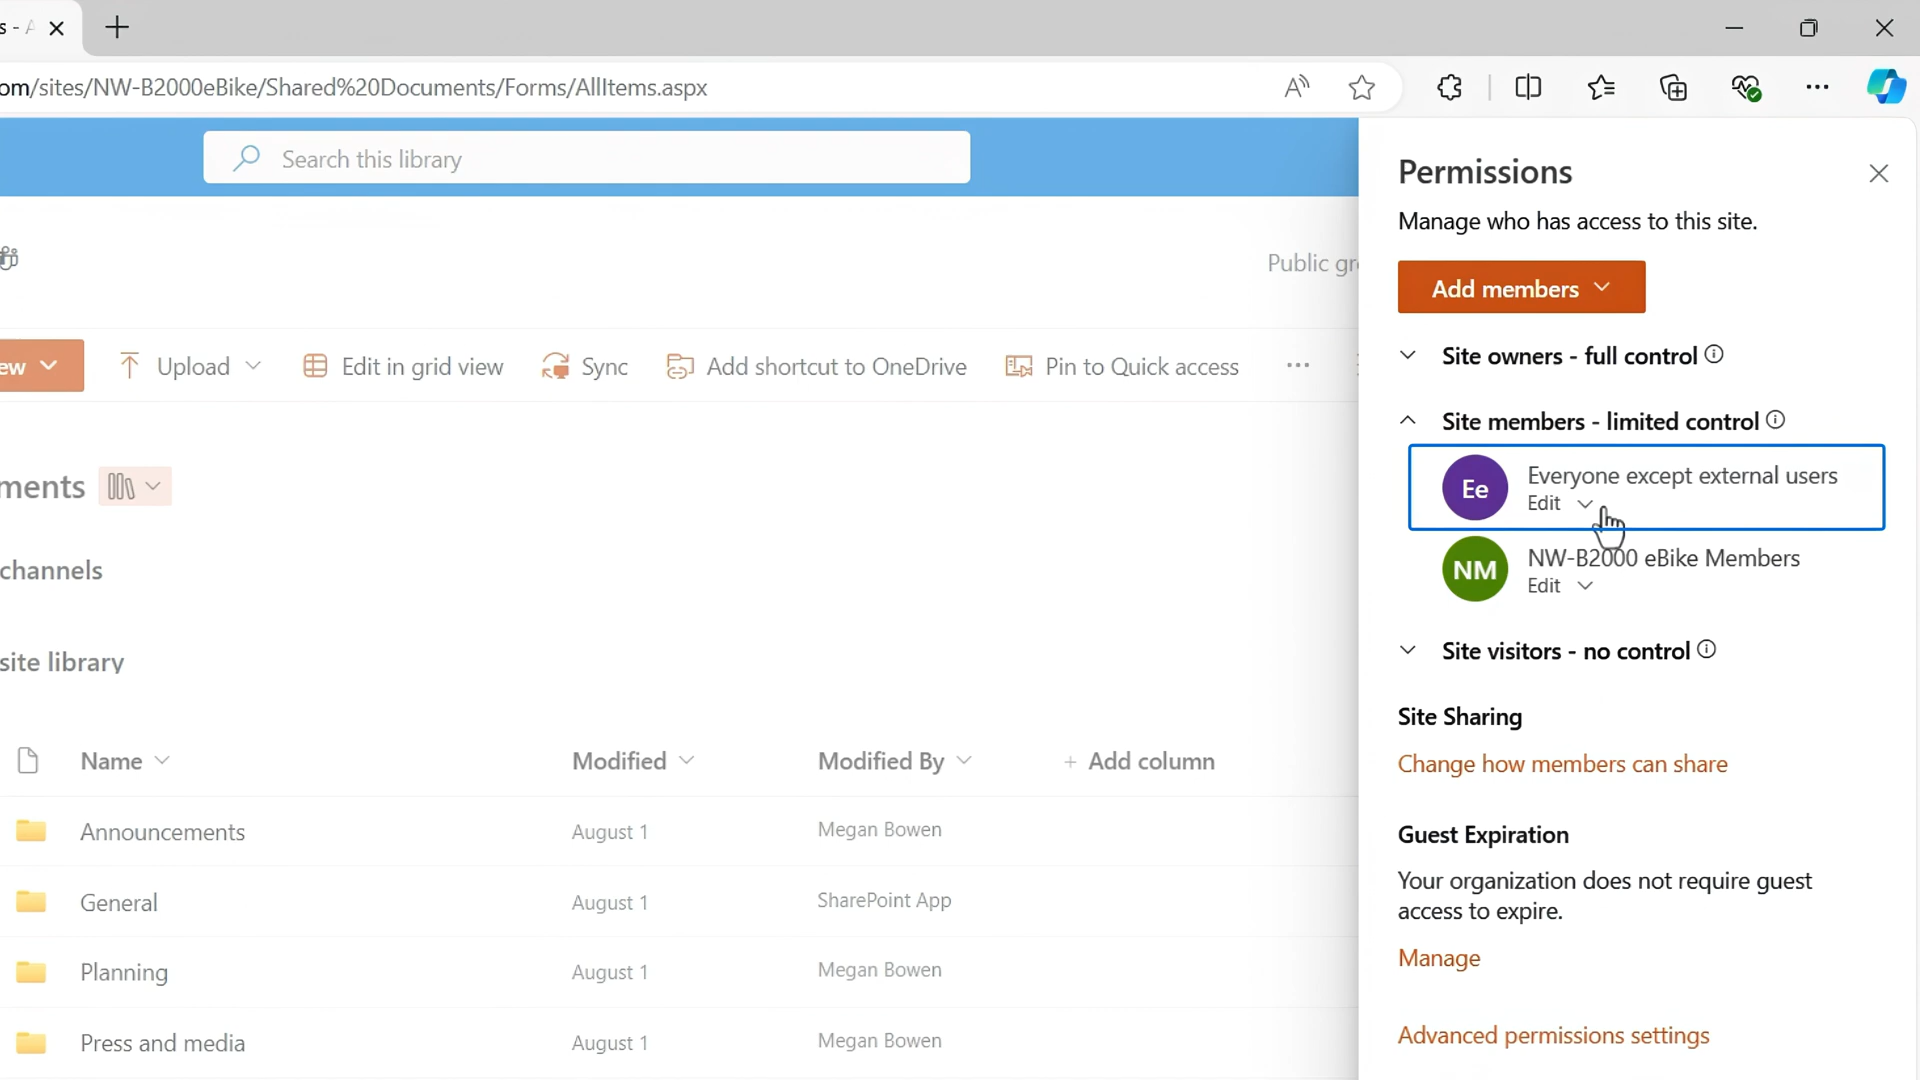 s - A
om/sites/NW-B2000eBike/Shared%20Documents/Forms/AllItems.aspx
Search this library
Public gr
ew
Upload
Edit in grid view
Sync
Add shortcut to OneDrive
Pin to Quick access
ments
channels
site library
Name
Modified
Modified By
+ Add column
Announcements
August 1
Megan Bowen
General
August 1
SharePoint App
Planning
August 1
Megan Bowen
Press and media
August 1
Megan Bowen
Permissions
Manage who has access to this site.
Add members
Site owners - full control
Site members - limited control
Ee
Everyone except external users
Edit
NM
NW-B2000 eBike Members
Edit
Site visitors - no control
Site Sharing
Change how members can share
Guest Expiration
Your organization does not require guest
access to expire.
Manage
Advanced permissions settings